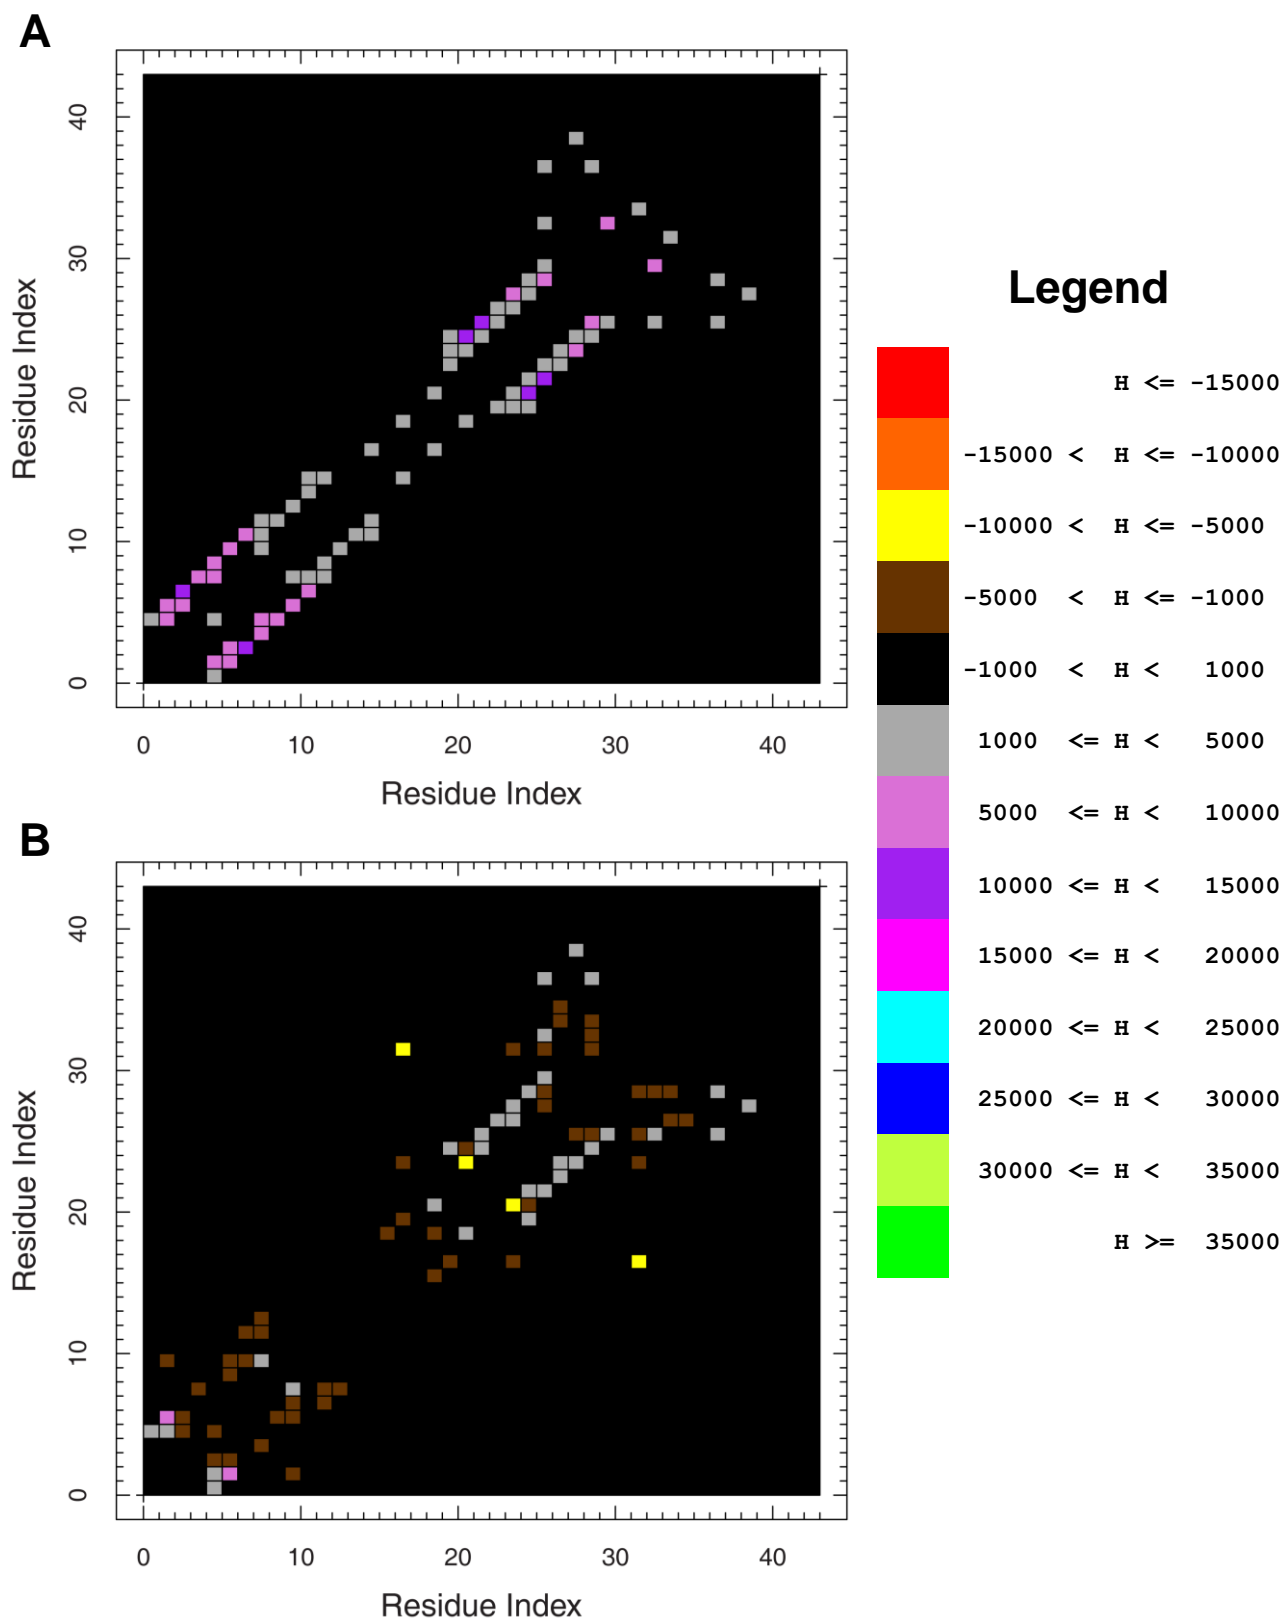 A
40
30
20
10
0
Residue Index
0 10 20 30 40
Residue Index
B
40
30
20
10
0
Residue Index
0 10 20 30 40
Residue Index
Legend
H <= -15000
-15000 < H <= -10000
-10000 < H <= -5000
-5000 < H <= -1000
-1000 < H < 1000
1000 <= H < 5000
5000 <= H < 10000
10000 <= H < 15000
15000 <= H < 20000
20000 <= H < 25000
25000 <= H < 30000
30000 <= H < 35000
H >= 35000